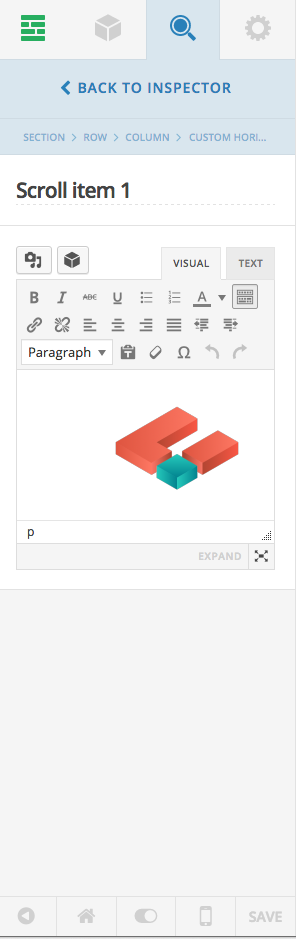 BACK TO INSPECTOR
SECTION > ROW > COLUMN > CUSTOM HORI...
Scroll item 1
VISUAL TEXT
B I ABC U A
Paragraph Ω
p
EXPAND
SAVE